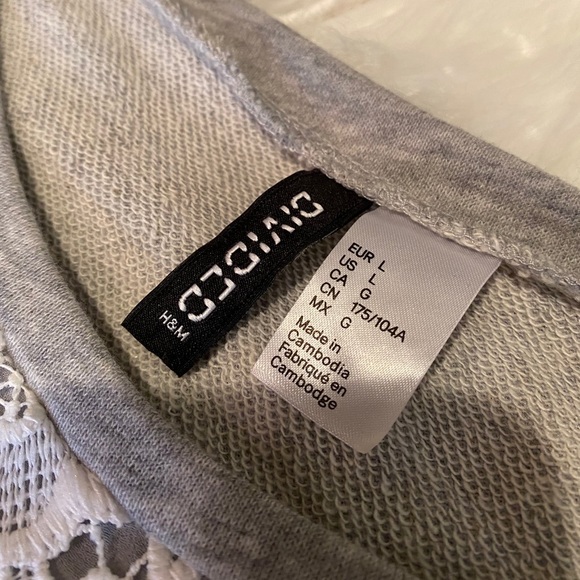 DIVIDED
H&M
EUR L
US L
CA G
CN 175/104A
MX G
Made in
Cambodia
Fabriqué en
Cambodge